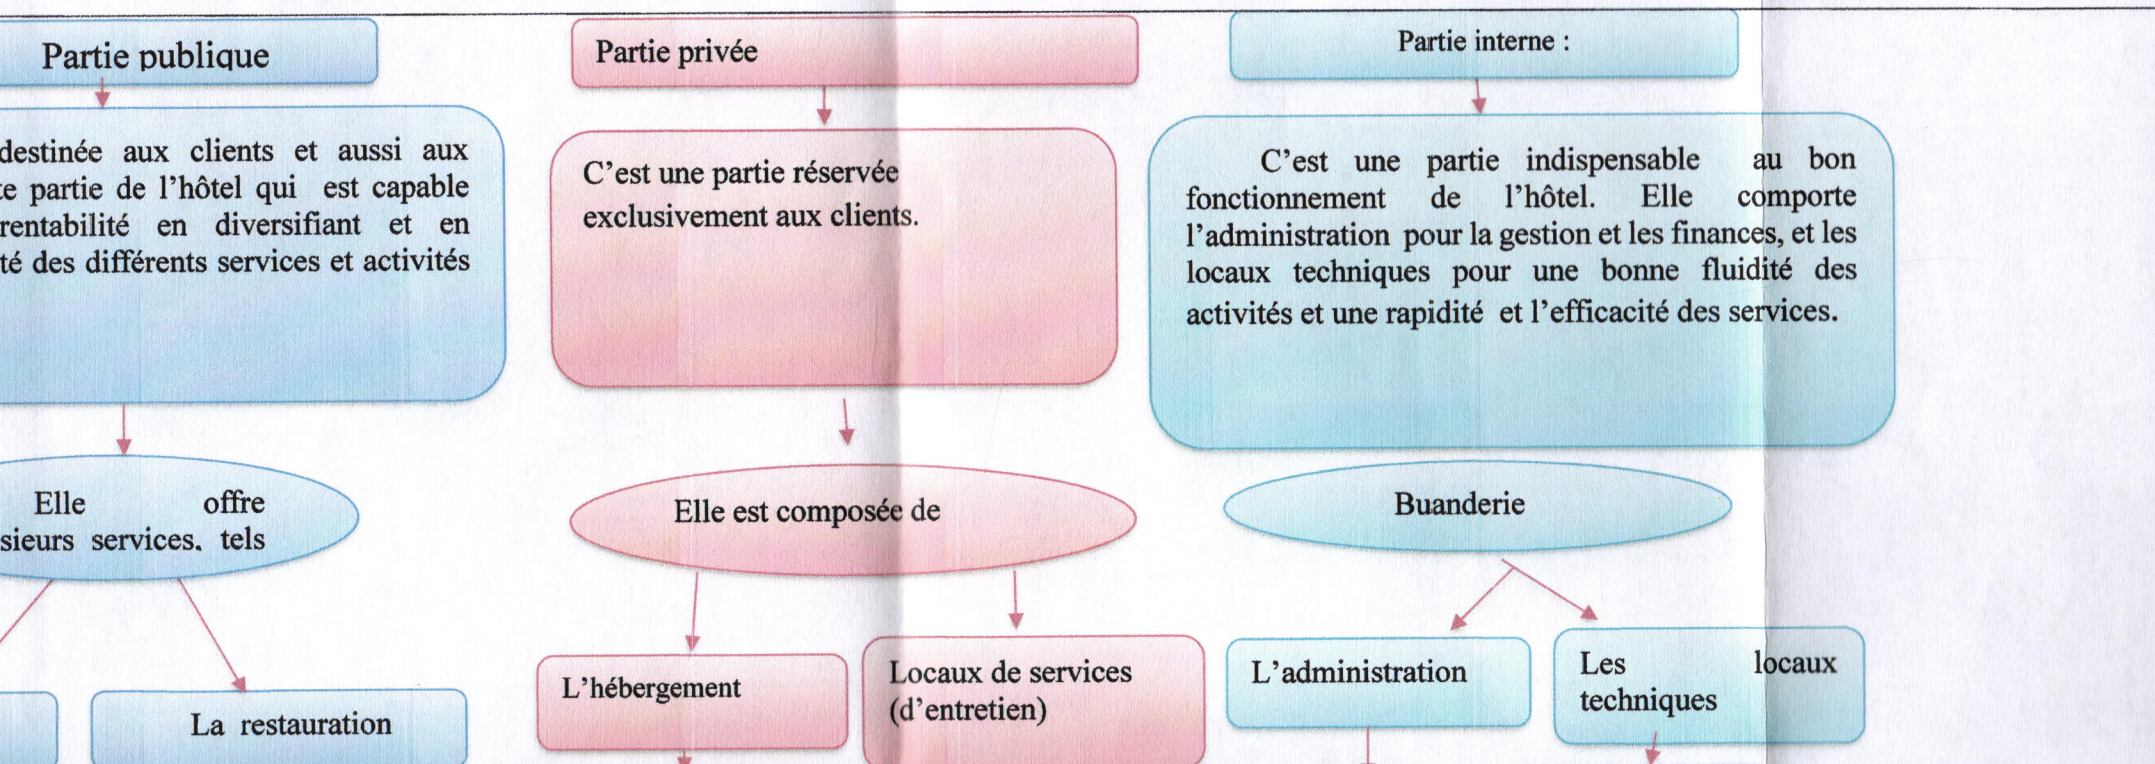 Partie publique
destinée aux clients et aussi aux
partie de l'hôtel qui est capable
rentabilité en diversifiant et en
des différents services et activités
Elle offre
services, tels
La restauration
Partie privée
C'est une partie réservée
exclusivement aux clients.
Elle est composée de
L'hébergement
Locaux de services
(d'entretien)
Partie interne :
C'est une partie indispensable au bon
fonctionnement de l'hôtel. Elle comporte
l'administration pour la gestion et les finances, et les
locaux techniques pour une bonne fluidité des
activités et une rapidité et l'efficacité des services.
Buanderie
L'administration
Les locaux
techniques